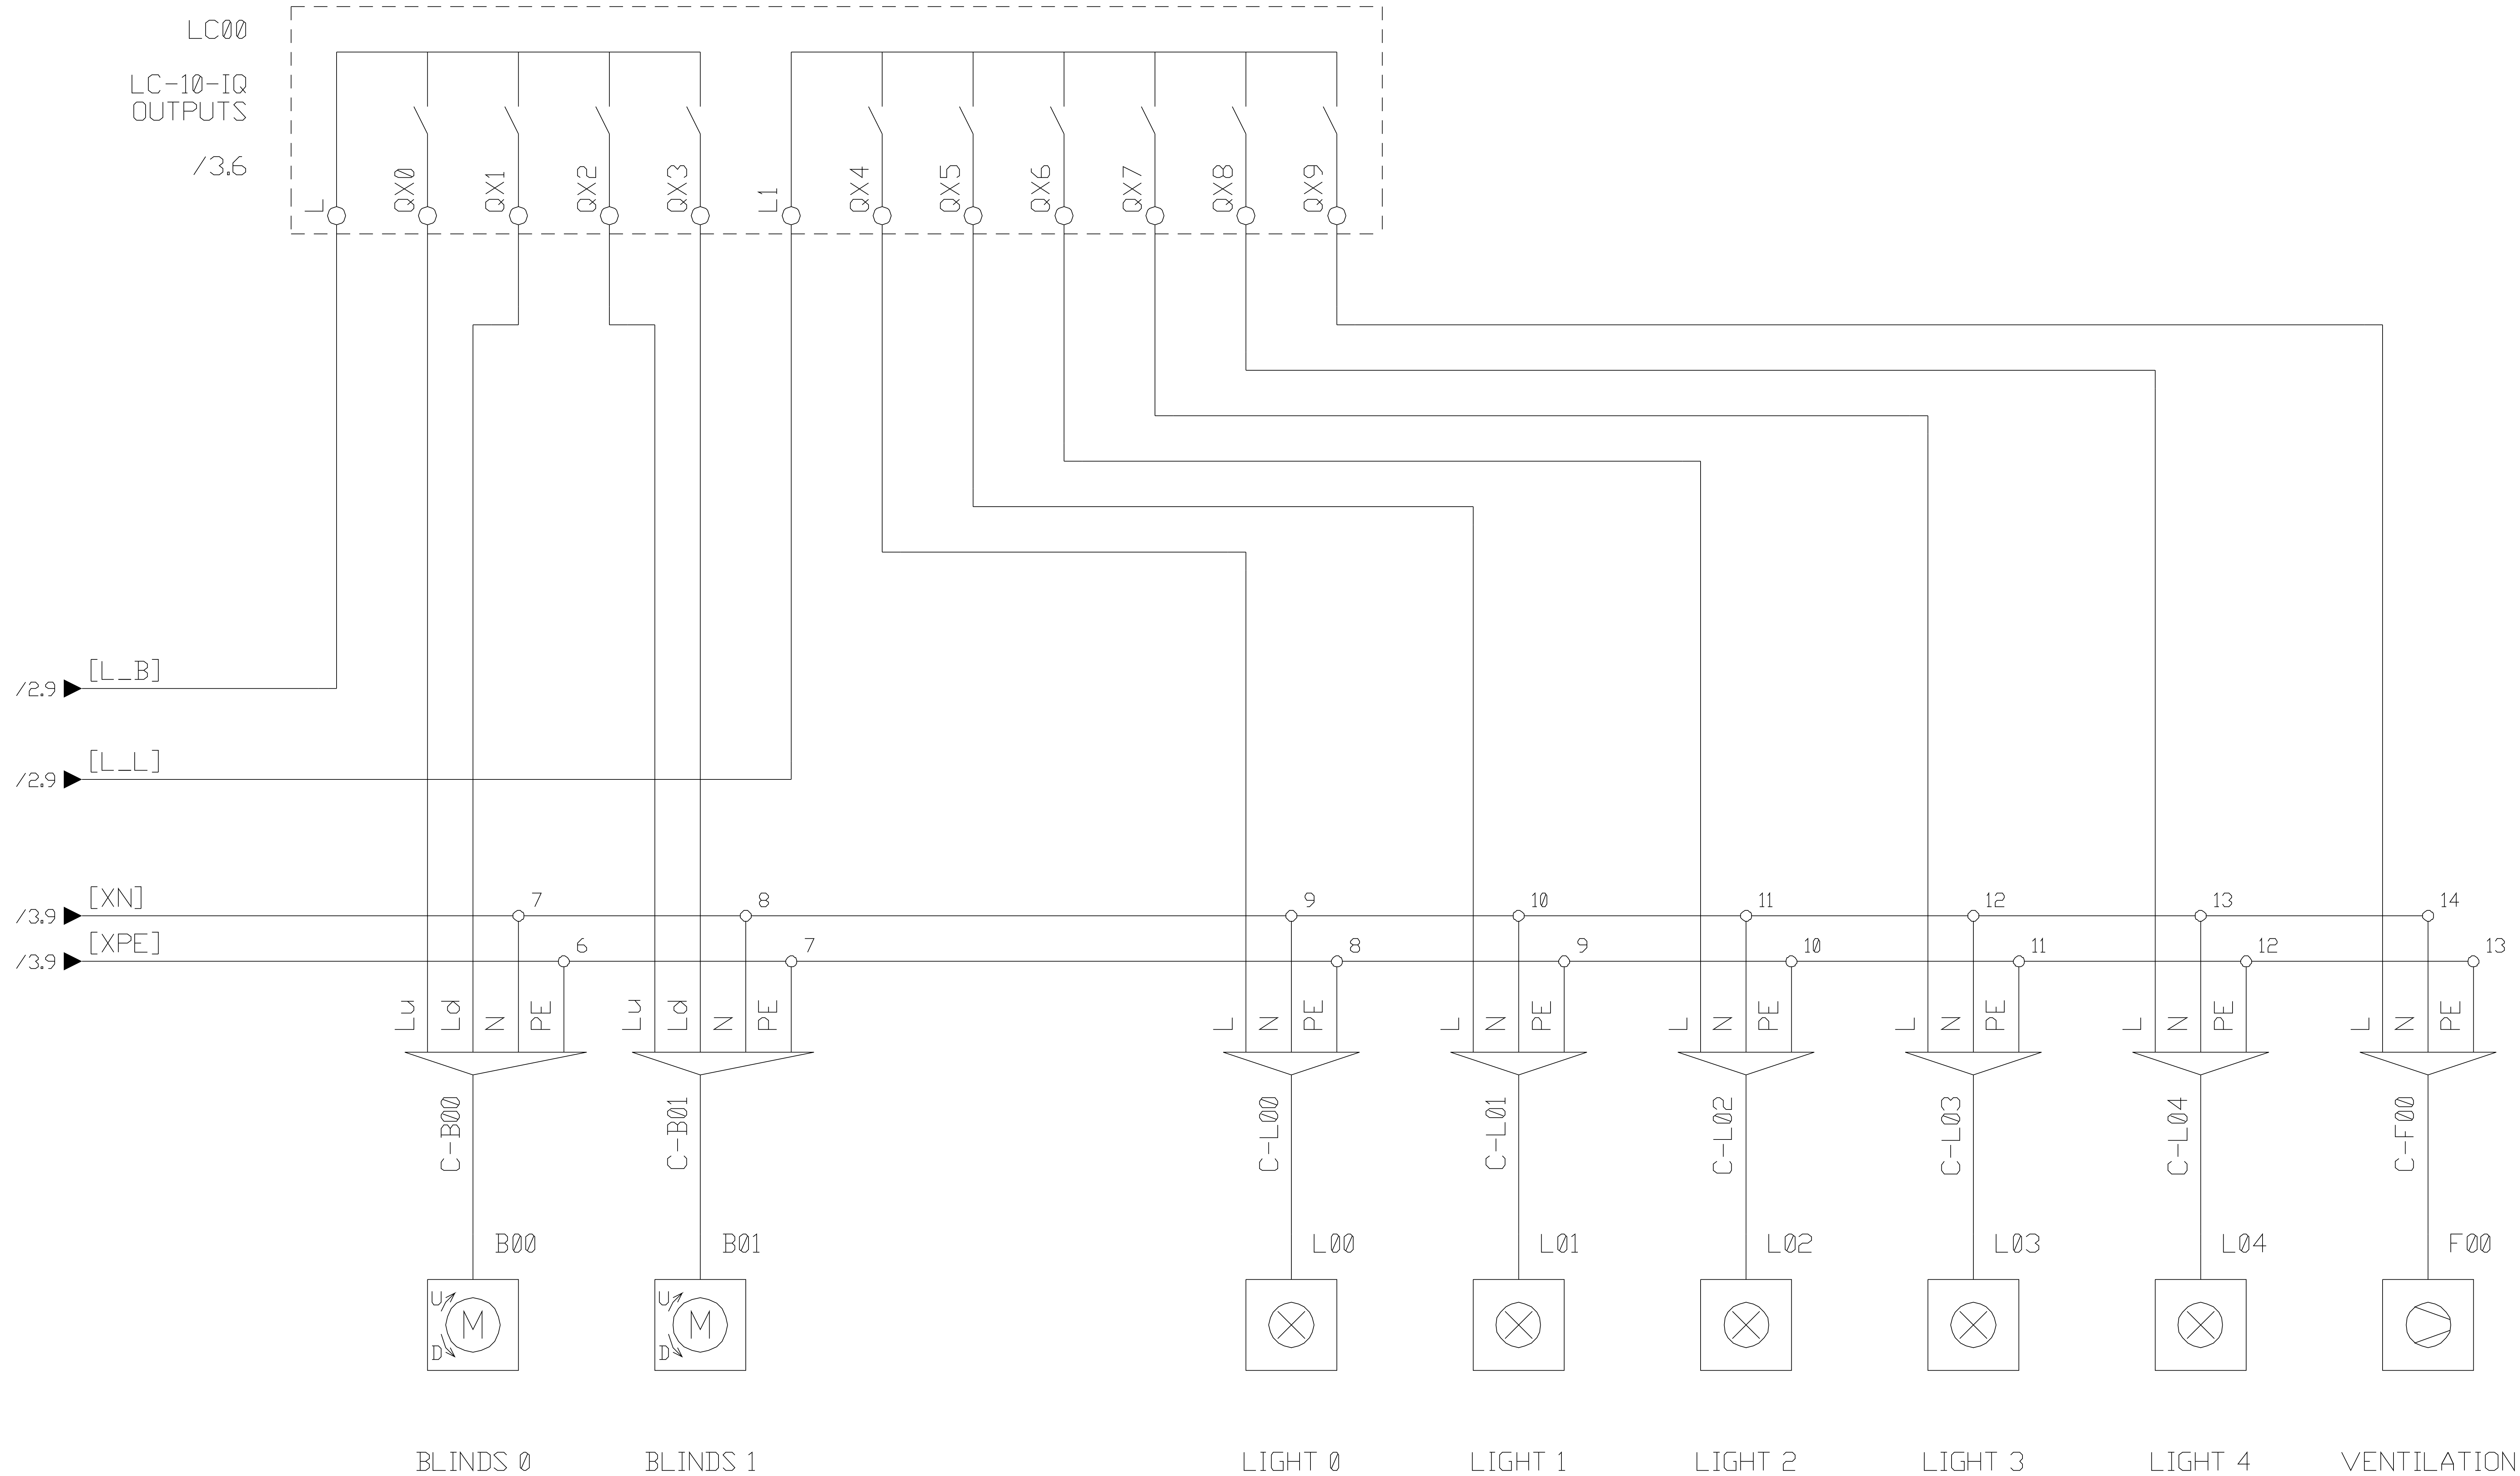 LC00
LC-10-IQ
OUTPUTS
/3.6
L QX0 QX1 QX2 QX3 L1 QX4 QX5 QX6 QX7 QX8 QX9
[L_B]
/2.9
[L_L]
/2.9
[XN] 7 8 9 10 11 12 13 14
/3.9
[XPE] 6 7 8 9 10 11 12 13
/3.9
Lu Ld N PE Lu Ld N PE L N PE L N PE L N PE L N PE L N PE L N PE
C-B00 C-B01 C-L00 C-L01 C-L02 C-L03 C-L04 C-F00
B00 B01 L00 L01 L02 L03 L04 F00
U U
M M
D D
BLINDS 0 BLINDS 1 LIGHT 0 LIGHT 1 LIGHT 2 LIGHT 3 LIGHT 4 VENTILATION